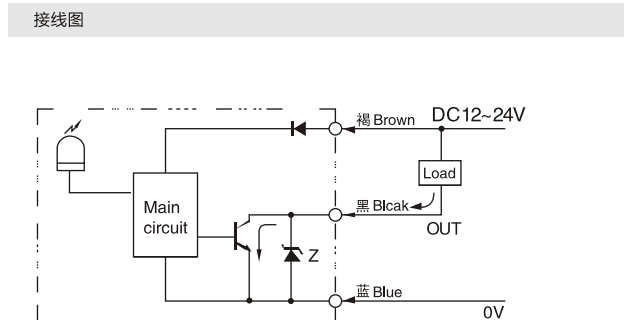 接线图
褐 Brown
DC12~24V
Load
黑 Blcak
OUT
Main
circuit
Z
蓝 Blue
0V